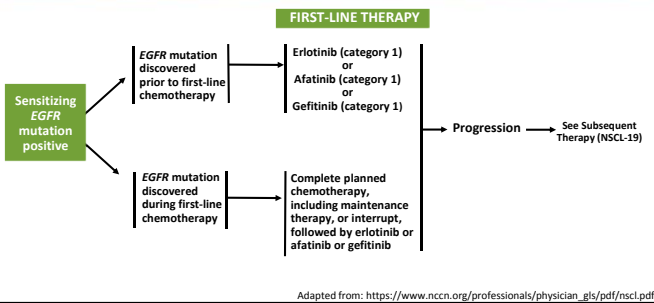 FIRST-LINE THERAPY
Sensitizing
EGFR
mutation
positive
EGFR mutation
discovered
prior to first-line
chemotherapy
Erlotinib (category 1)
or
Afatinib (category 1)
or
Gefitinib (category 1)
EGFR mutation
discovered
during first-line
chemotherapy
Complete planned
chemotherapy,
including maintenance
therapy, or interrupt,
followed by erlotinib or
afatinib or gefitinib
Progression
See Subsequent
Therapy (NSCL-19)
Adapted from: https://www.nccn.org/professionals/physician_gls/pdf/nscl.pdf